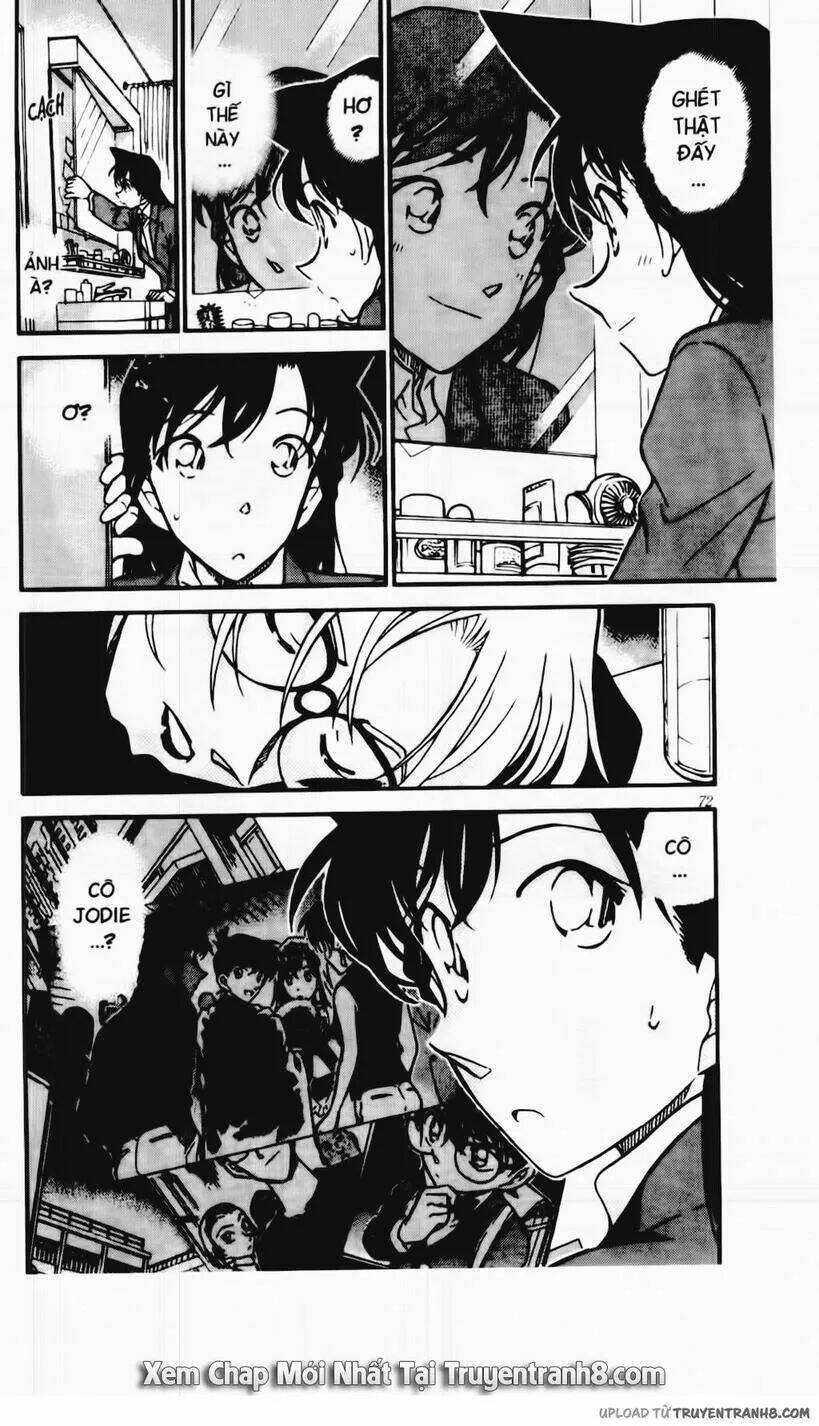 GHÉT
THẬT
ĐẤY
...
HƠ
?
GÌ
THẾ
NÀY
...
CẠCH
ẢNH
À?
Ơ?
72
CÔ
...
CÔ
JODIE
...?
Xem Chap Mới Nhất Tại Truyentranh8.com
UPLOAD TỪ TRUYENTRANH8.COM